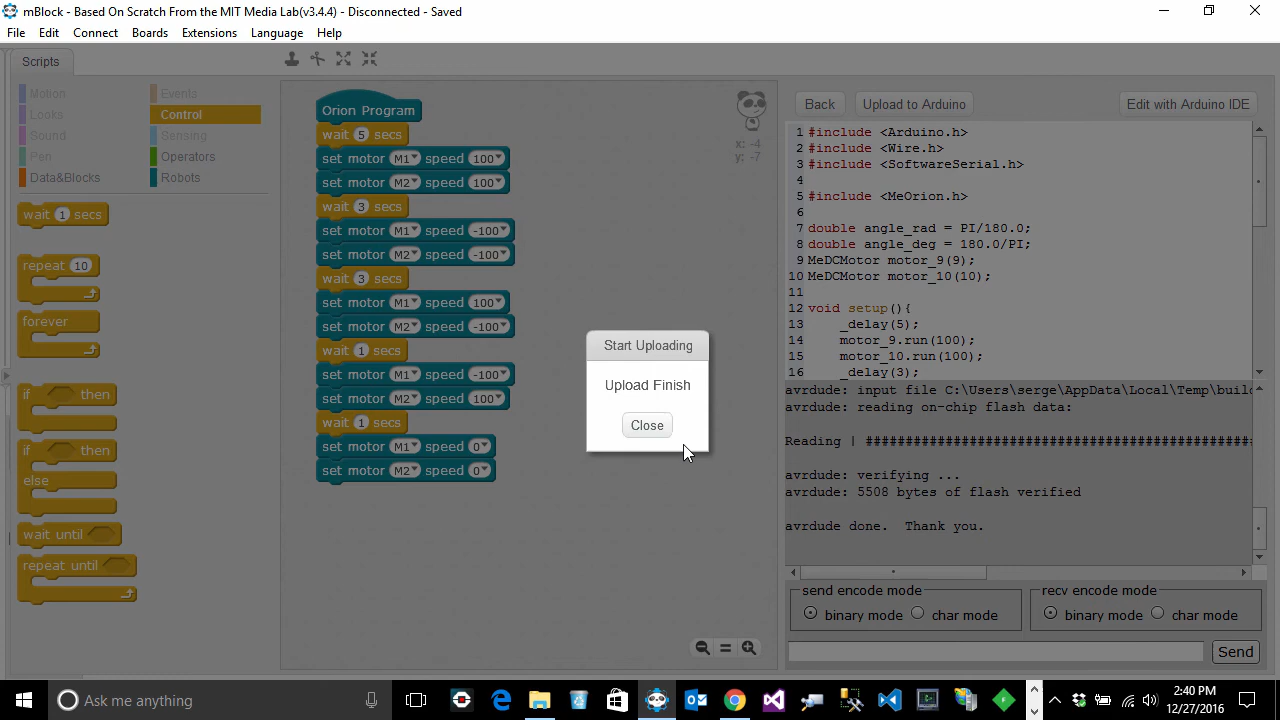 mBlock - Based On Scratch From the MIT Media Lab(v3.4.4) - Disconnected - Saved
File Edit Connect Boards Extensions Language Help
Scripts
Motion
Looks
Sound
Pen
Data&Blocks
Events
Control
Sensing
Operators
Robots
wait 1 secs
repeat 10
forever
if then
if then
else
wait until
repeat until
Orion Program
wait 5 secs
set motor M1 speed 100
set motor M2 speed 100
wait 3 secs
set motor M1 speed -100
set motor M2 speed -100
wait 3 secs
set motor M1 speed 100
set motor M2 speed -100
wait 1 secs
set motor M1 speed -100
set motor M2 speed 100
wait 1 secs
set motor M1 speed 0
set motor M2 speed 0
x: -4
y: -7
Start Uploading
Upload Finish
Close
Back Upload to Arduino Edit with Arduino IDE
1 #include <Arduino.h>
2 #include <Wire.h>
3 #include <SoftwareSerial.h>
4
5 #include <MeOrion.h>
6
7 double angle_rad = PI/180.0;
8 double angle_deg = 180.0/PI;
9 MeDCMotor motor_9(9);
10 MeDCMotor motor_10(10);
11
12 void setup(){
13 _delay(5);
14 motor_9.run(100);
15 motor_10.run(100);
16 _delay(3);
avrdude: input file C:\Users\serge\AppData\Local\Temp\build
avrdude: reading on-chip flash data:
Reading | ################################################
avrdude: verifying ...
avrdude: 5508 bytes of flash verified
avrdude done.  Thank you.
send encode mode
binary mode char mode
recv encode mode
binary mode char mode
Send
Ask me anything
2:40 PM
12/27/2016